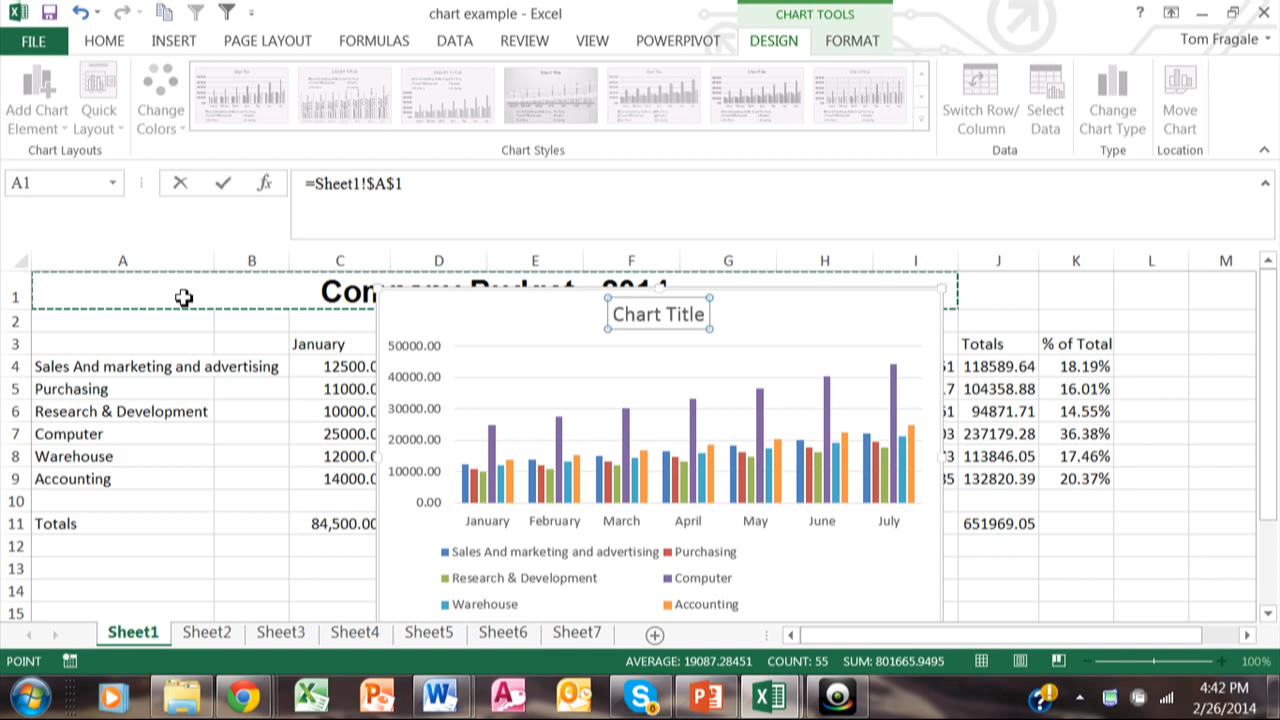 chart example - Excel
CHART TOOLS
?
FILE HOME INSERT PAGE LAYOUT FORMULAS DATA REVIEW VIEW POWERPIVOT DESIGN FORMAT Tom Fragale
Add Chart Element
Quick Layout
Change Colors
Switch Row/ Column
Select Data
Change Chart Type
Move Chart
Chart Layouts Chart Styles Data Type Location
A1 fx =Sheet1!$A$1
A B C D E F G H I J K L M
1
2
3 January Totals % of Total
4 Sales And marketing and advertising 12500.0 51 118589.64 18.19%
5 Purchasing 11000.0 17 104358.88 16.01%
6 Research & Development 10000.0 51 94871.71 14.55%
7 Computer 25000.0 03 237179.28 36.38%
8 Warehouse 12000.0 73 113846.05 17.46%
9 Accounting 14000.0 35 132820.39 20.37%
10
11 Totals 84,500.00 651969.05
12
13
14
15
Chart Title
50000.00
40000.00
30000.00
20000.00
10000.00
0.00
January February March April May June July
Sales And marketing and advertising Purchasing
Research & Development Computer
Warehouse Accounting
Sheet1 Sheet2 Sheet3 Sheet4 Sheet5 Sheet6 Sheet7
POINT AVERAGE: 19087.28451 COUNT: 55 SUM: 801665.9495 100%
4:42 PM
2/26/2014